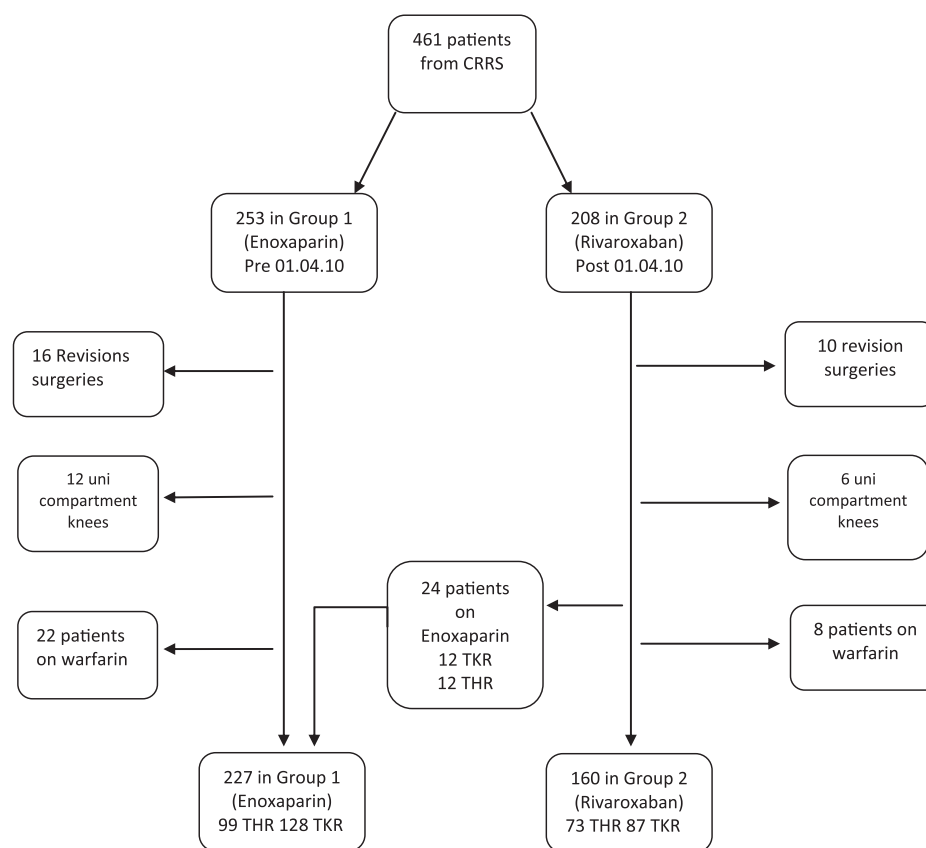 461 patients
from CRRS
253 in Group 1
(Enoxaparin)
Pre 01.04.10
208 in Group 2
(Rivaroxaban)
Post 01.04.10
16 Revisions
surgeries
10 revision
surgeries
12 uni
compartment
knees
6 uni
compartment
knees
24 patients
on
Enoxaparin
12 TKR
12 THR
22 patients
on warfarin
8 patients on
warfarin
227 in Group 1
(Enoxaparin)
99 THR 128 TKR
160 in Group 2
(Rivaroxaban)
73 THR 87 TKR